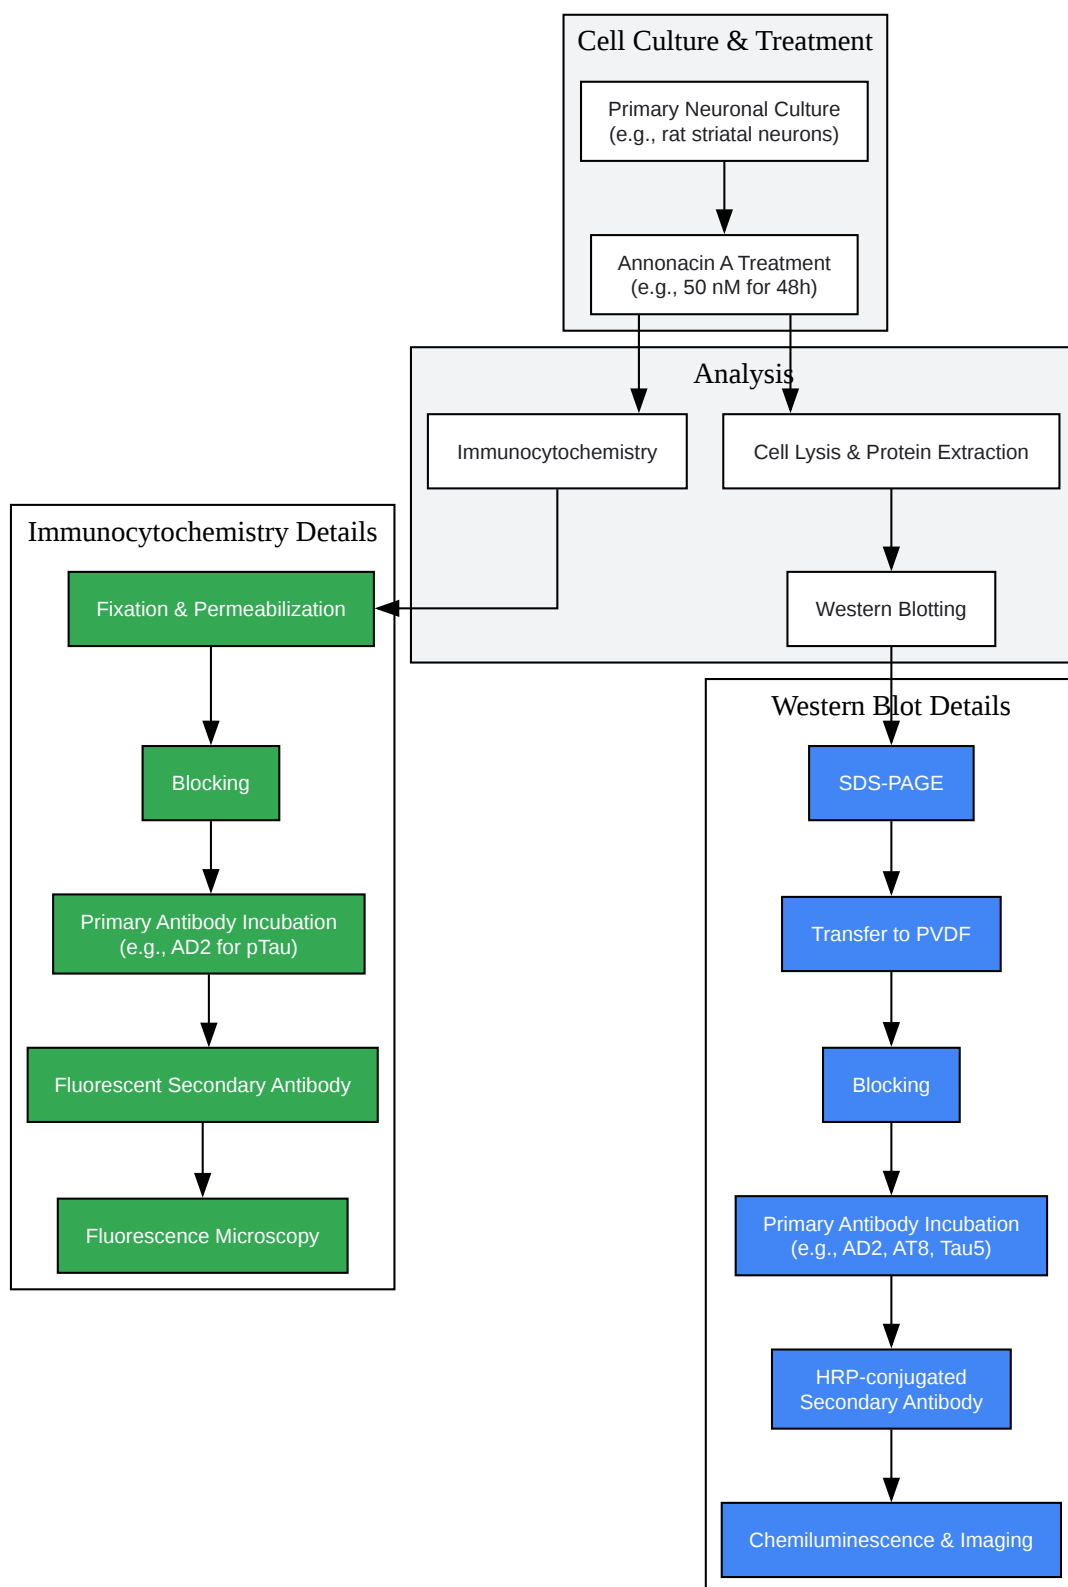 Cell Culture & Treatment
Primary Neuronal Culture
(e.g., rat striatal neurons)
Annonacin A Treatment
(e.g., 50 nM for 48h)
Analysis
Immunocytochemistry
Cell Lysis & Protein Extraction
Western Blotting
Immunocytochemistry Details
Fixation & Permeabilization
Blocking
Primary Antibody Incubation
(e.g., AD2 for pTau)
Fluorescent Secondary Antibody
Fluorescence Microscopy
Western Blot Details
SDS-PAGE
Transfer to PVDF
Blocking
Primary Antibody Incubation
(e.g., AD2, AT8, Tau5)
HRP-conjugated
Secondary Antibody
Chemiluminescence & Imaging